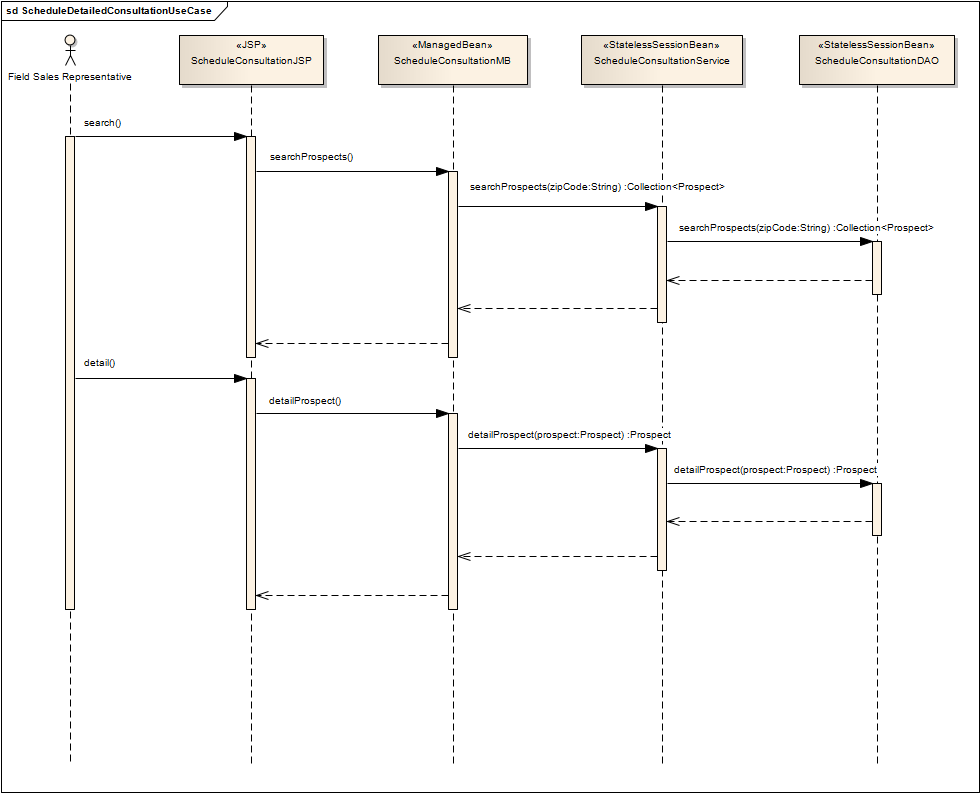 sd ScheduleDetailedConsultationUseCase
Field Sales Representative
«JSP»
ScheduleConsultationJSP
«ManagedBean»
ScheduleConsultationMB
«StatelessSessionBean»
ScheduleConsultationService
«StatelessSessionBean»
ScheduleConsultationDAO
search()
searchProspects()
searchProspects(zipCode:String) :Collection<Prospect>
searchProspects(zipCode:String) :Collection<Prospect>
detail()
detailProspect()
detailProspect(prospect:Prospect) :Prospect
detailProspect(prospect:Prospect) :Prospect